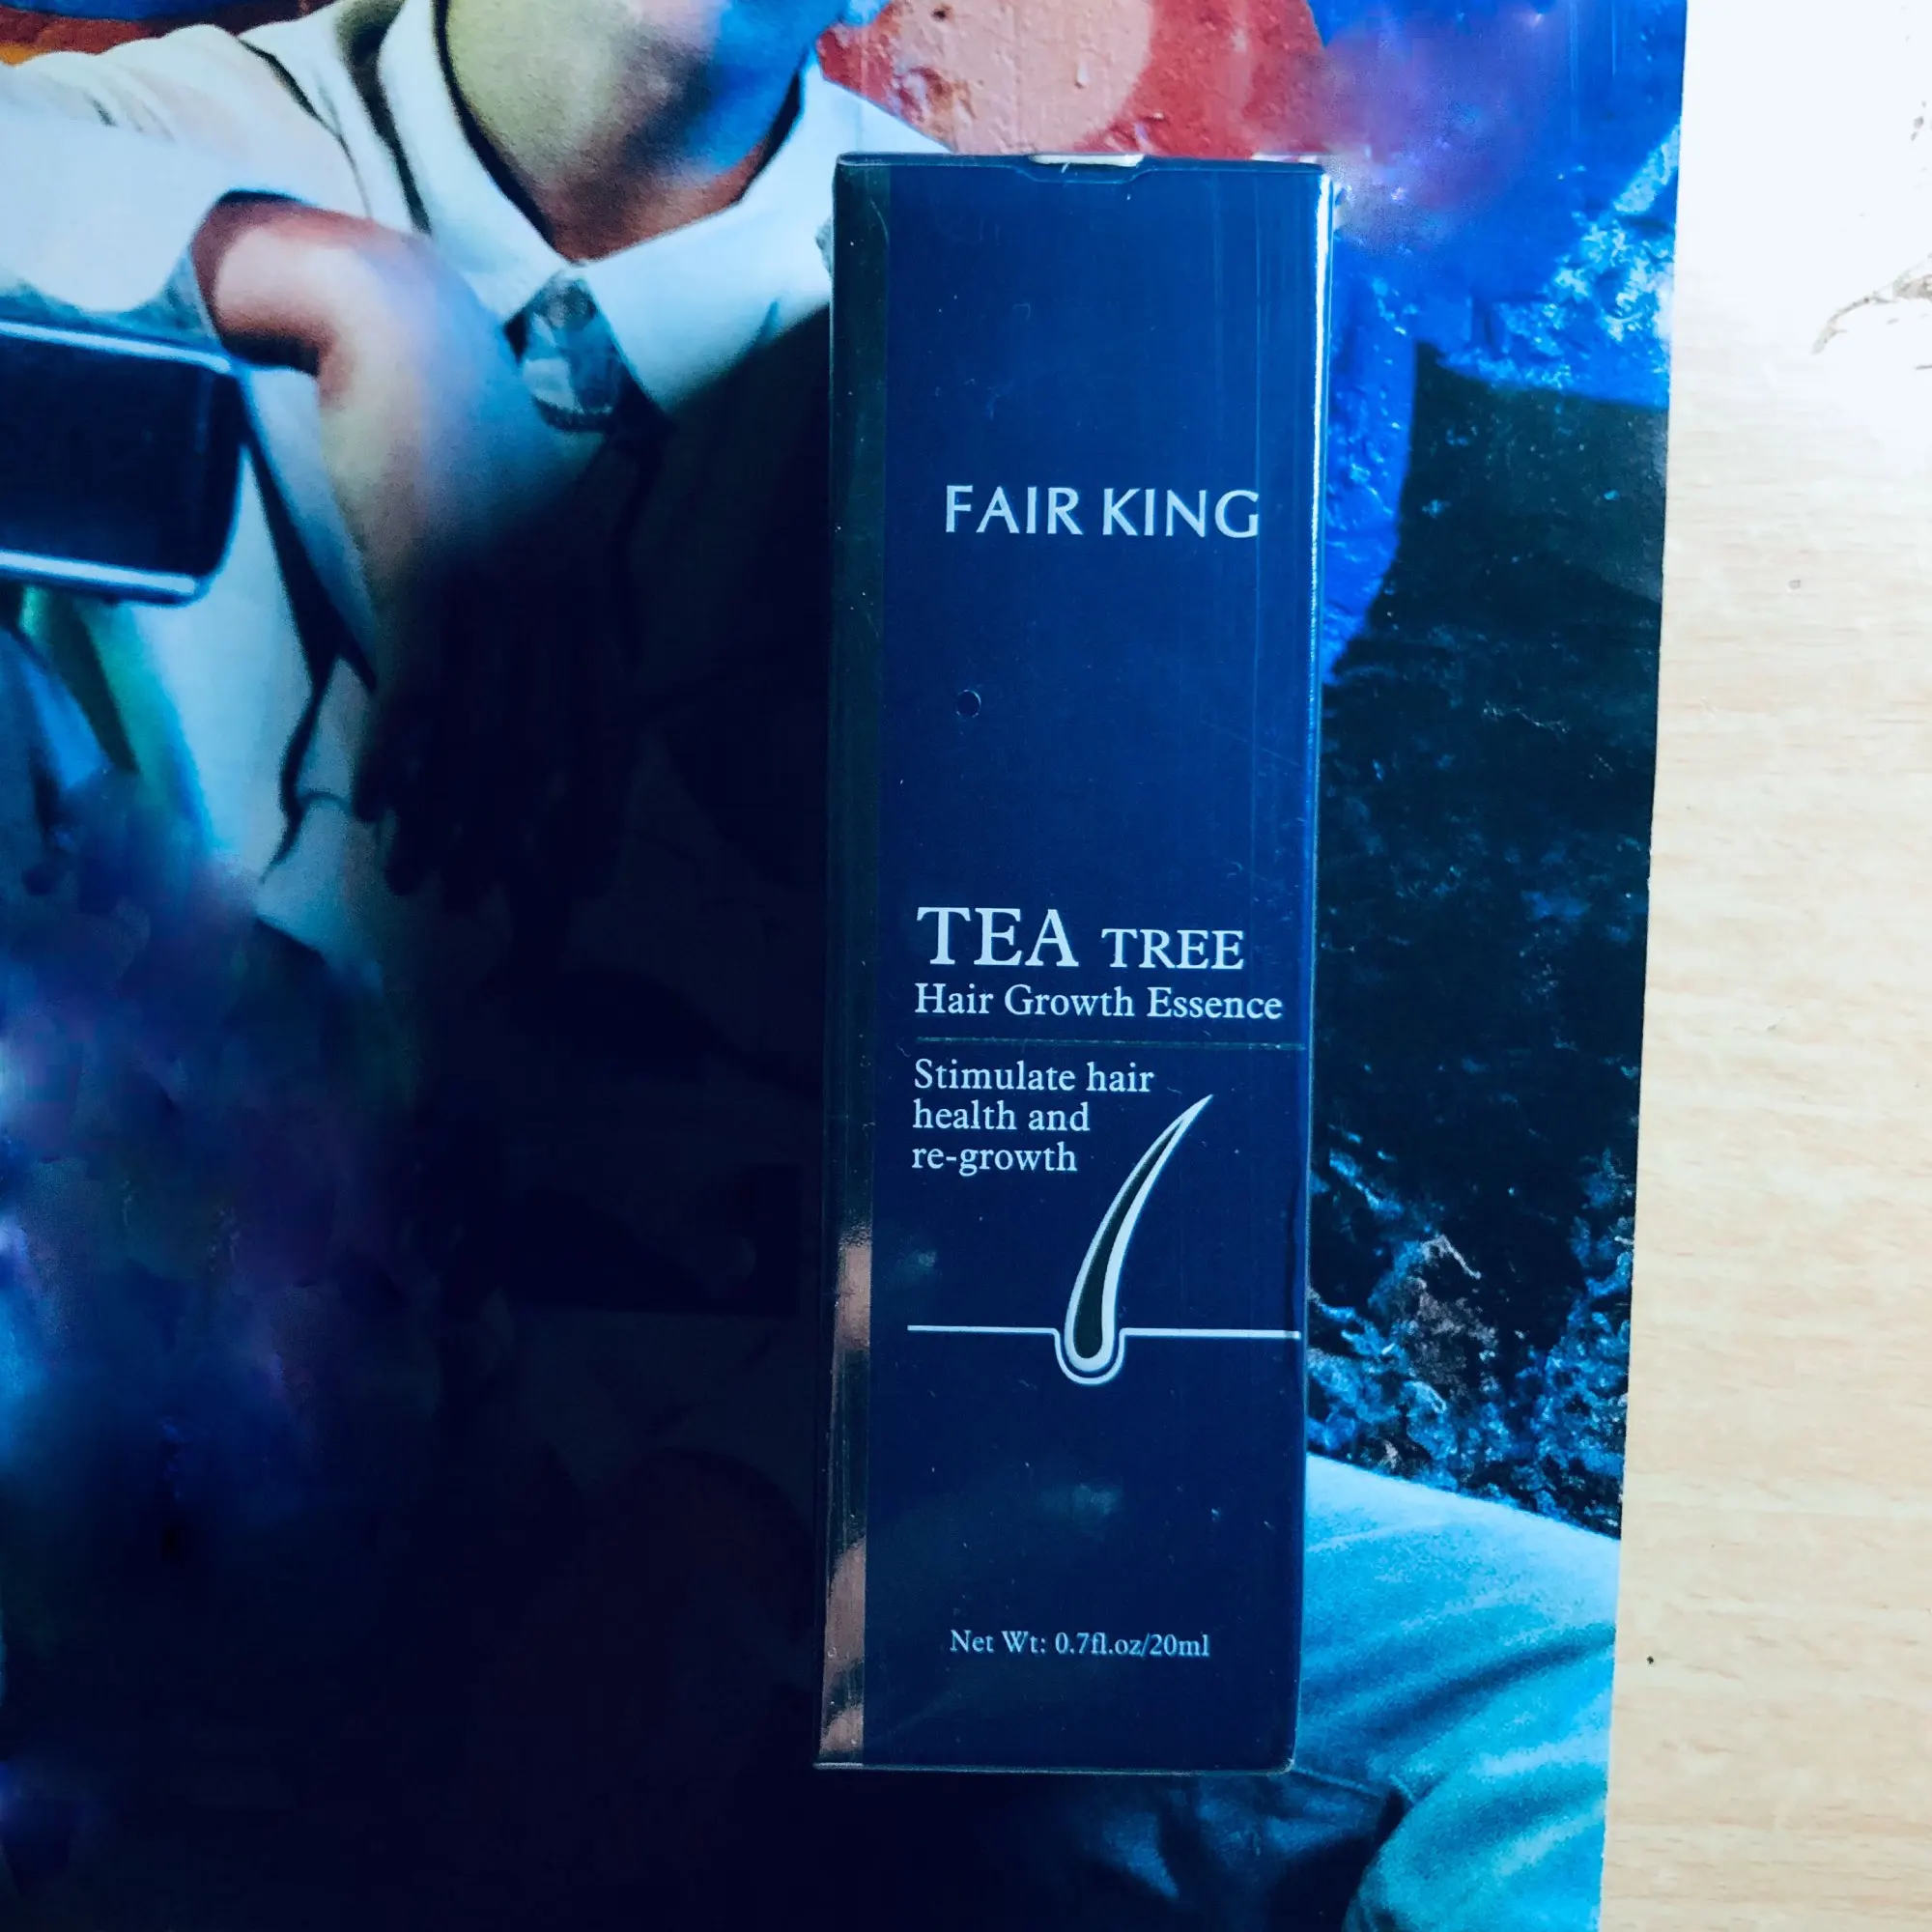 FAIR KING
TEA TREE
Hair Growth Essence
Stimulate hair
health and
re-growth
Net Wt: 0.7fl.oz/20ml